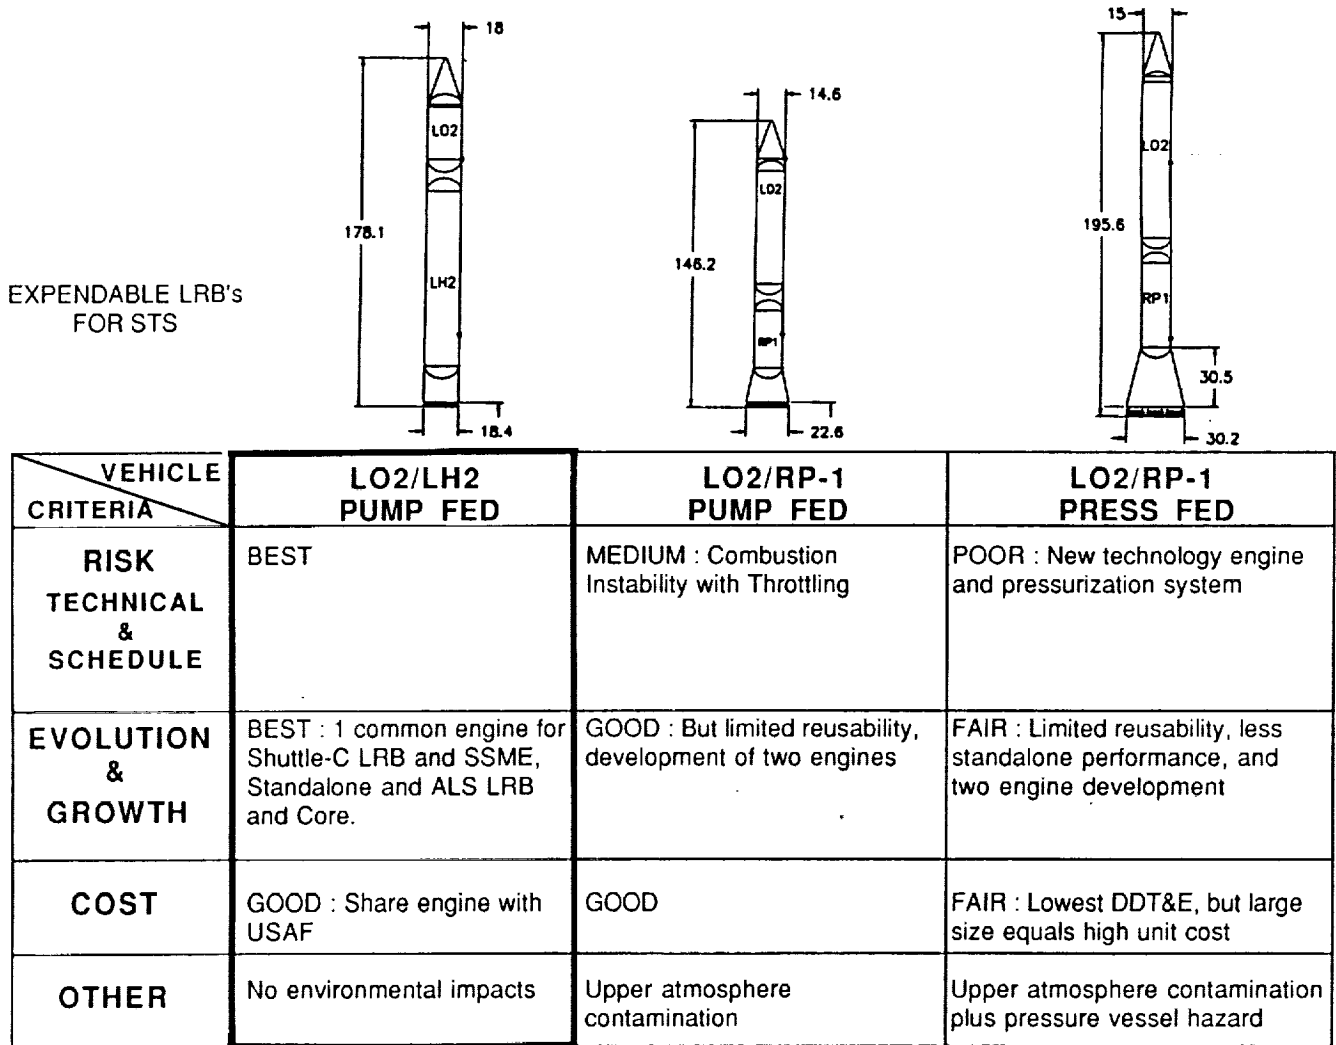 18
15
14.6
LO2
178.1
LH2
18.4
LO2
146.2
RP1
22.6
LO2
195.6
RP1
30.5
30.2
EXPENDABLE LRB's
FOR STS
VEHICLE
CRITERIA
LO2/LH2
PUMP FED
LO2/RP-1
PUMP FED
LO2/RP-1
PRESS FED
RISK
TECHNICAL
&
SCHEDULE
BEST
MEDIUM : Combustion
Instability with Throttling
POOR : New technology engine
and pressurization system
EVOLUTION
&
GROWTH
BEST : 1 common engine for
Shuttle-C LRB and SSME,
Standalone and ALS LRB
and Core.
GOOD : But limited reusability,
development of two engines
FAIR : Limited reusability, less
standalone performance, and
two engine development
COST
GOOD : Share engine with
USAF
GOOD
FAIR : Lowest DDT&E, but large
size equals high unit cost
OTHER
No environmental impacts
Upper atmosphere
contamination
Upper atmosphere contamination
plus pressure vessel hazard